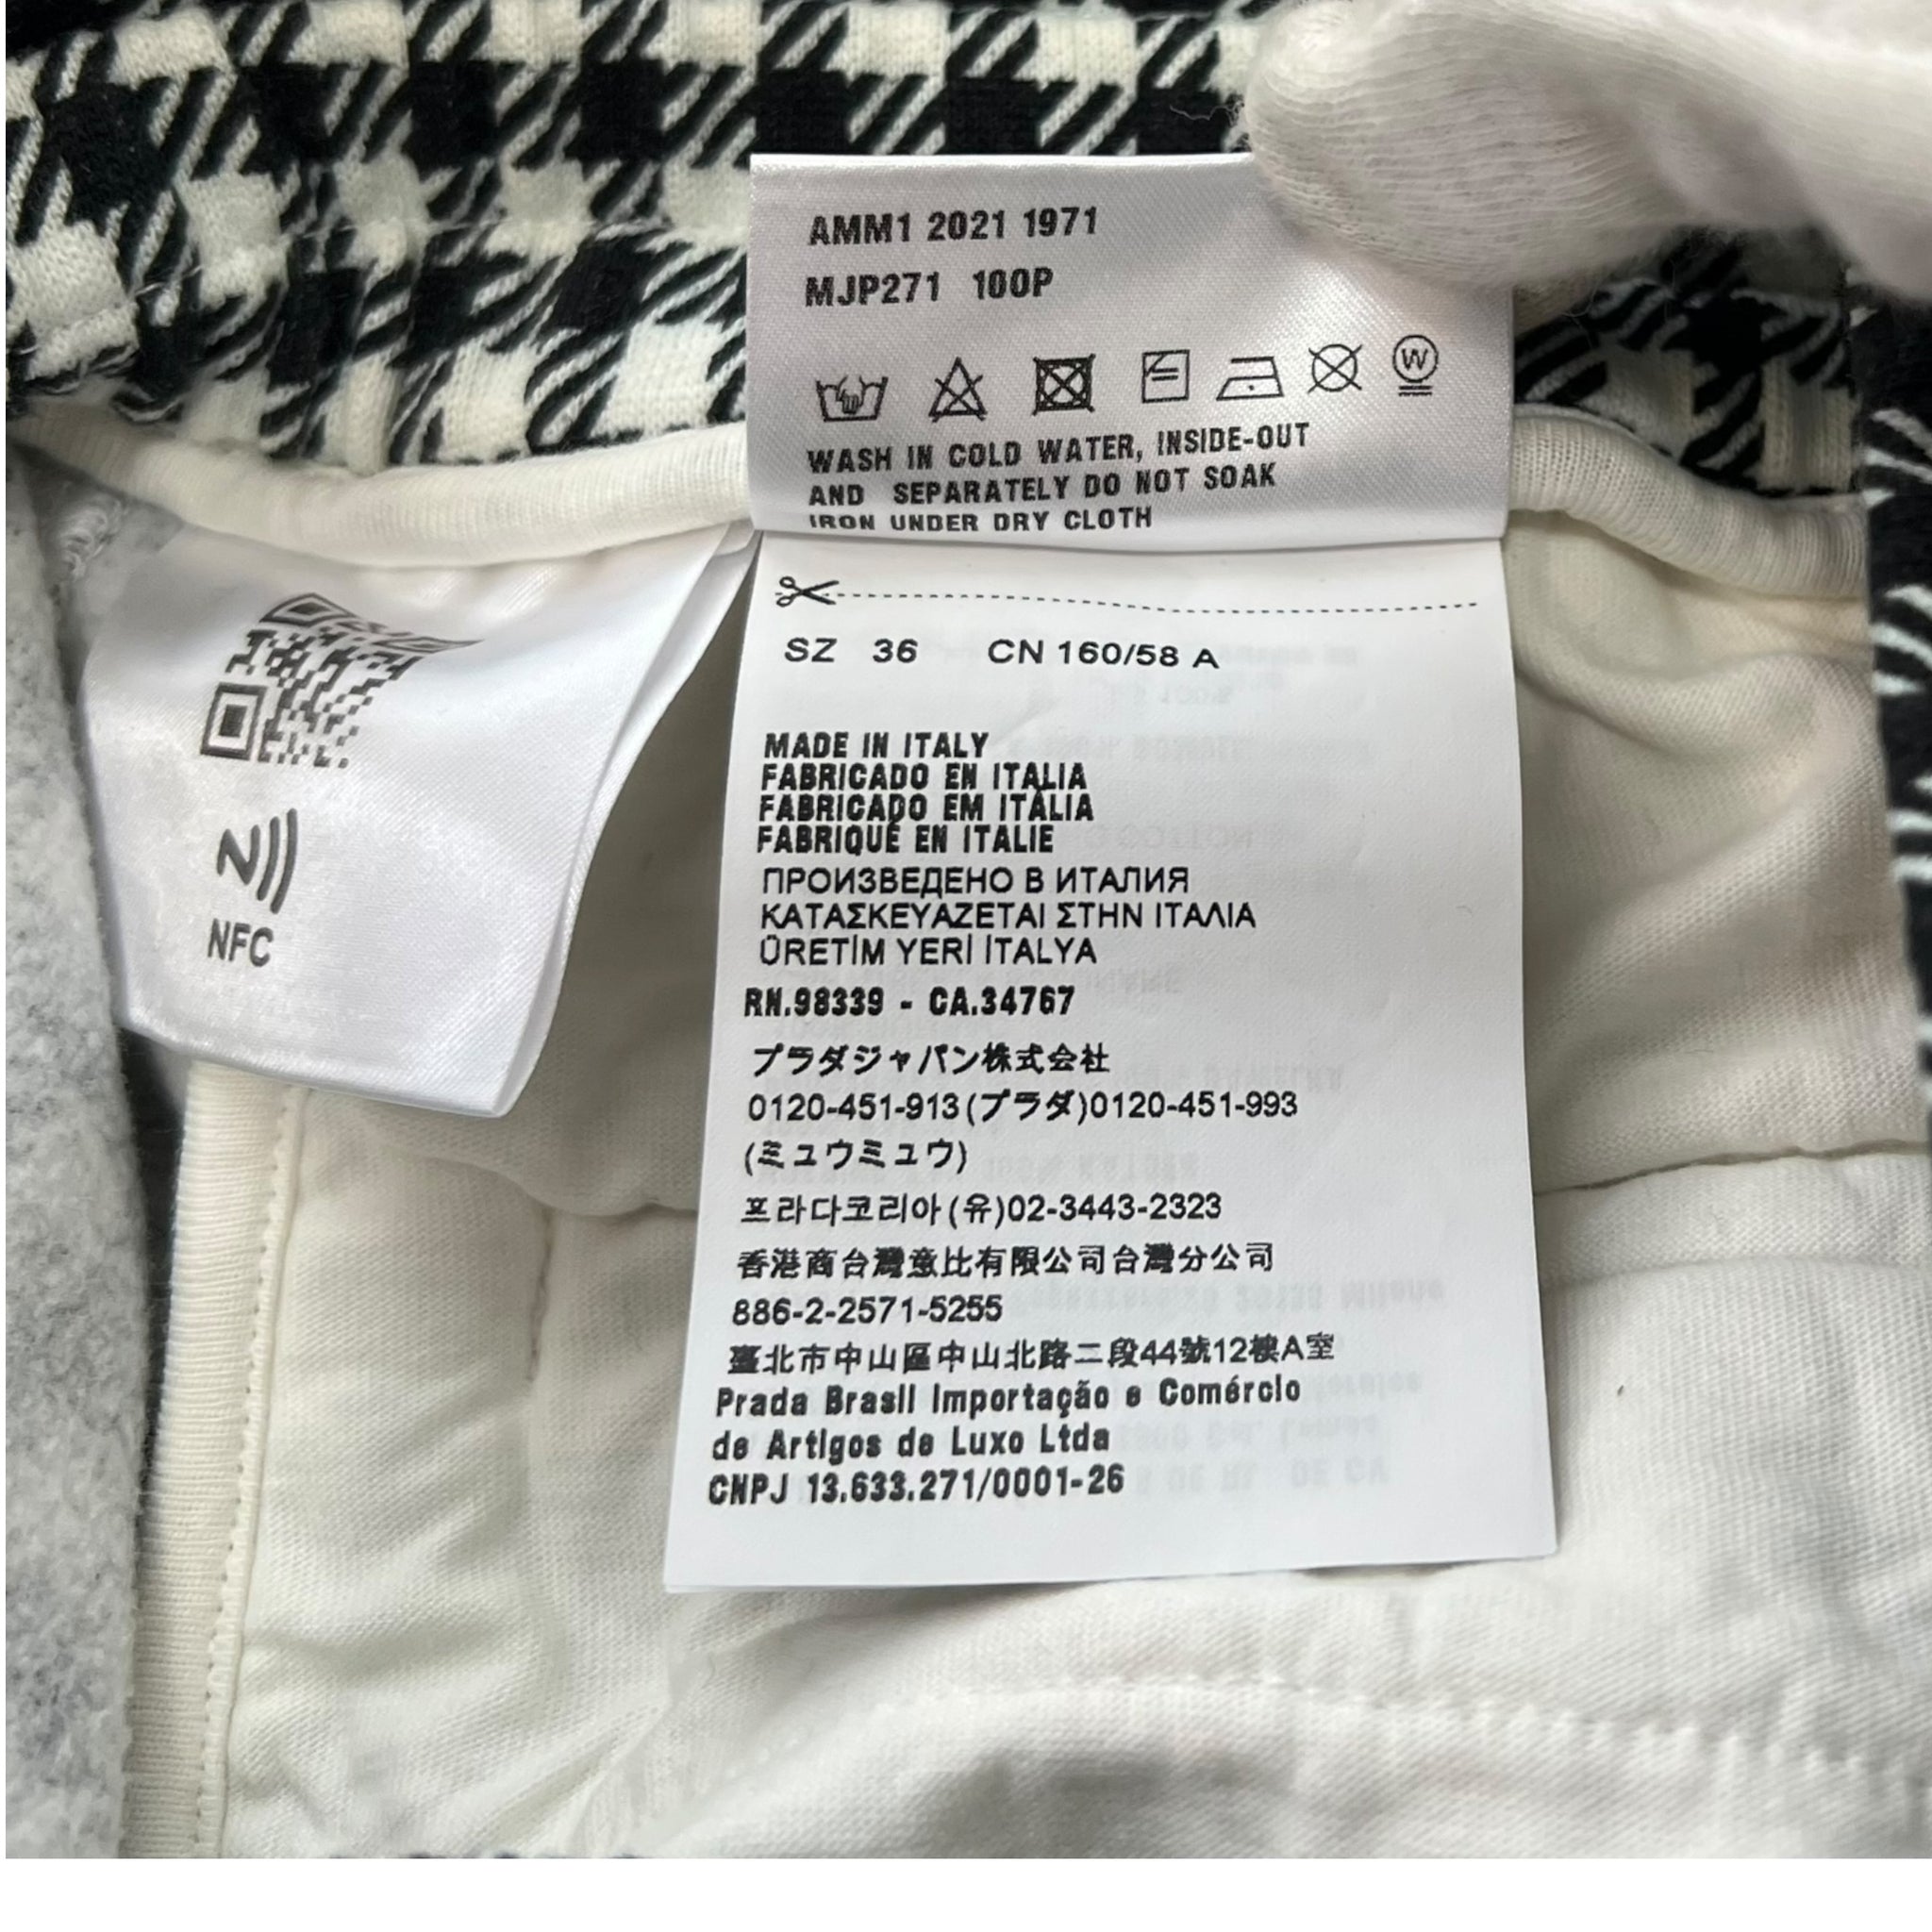 AMM1 2021 1971
MJP271 100P
W
WASH IN COLD WATER, INSIDE-OUT
AND SEPARATELY DO NOT SOAK
IRON UNDER DRY CLOTH
SZ 36 CN 160/58 A
MADE IN ITALY
FABRICADO EN ITALIA
FABRICADO EM ITÁLIA
FABRIQUÉ EN ITALIE
ПРОИЗВЕДЕНО В ИТАЛИЯ
ΚΑΤΑΣΚΕΥΑΖΕΤΑΙ ΣΤΗΝ ΙΤΑΛΙΑ
ÜRETİM YERİ İTALYA
RN.98339 - CA.34767
プラダジャパン株式会社
0120-451-913(プラダ)0120-451-993
(ミュウミュウ)
프라다코리아(유)02-3443-2323
香港商台灣意比有限公司台灣分公司
886-2-2571-5255
臺北市中山區中山北路二段44號12樓A室
Prada Brasil Importação e Comércio
de Artigos de Luxo Ltda
CNPJ 13.633.271/0001-26
NFC